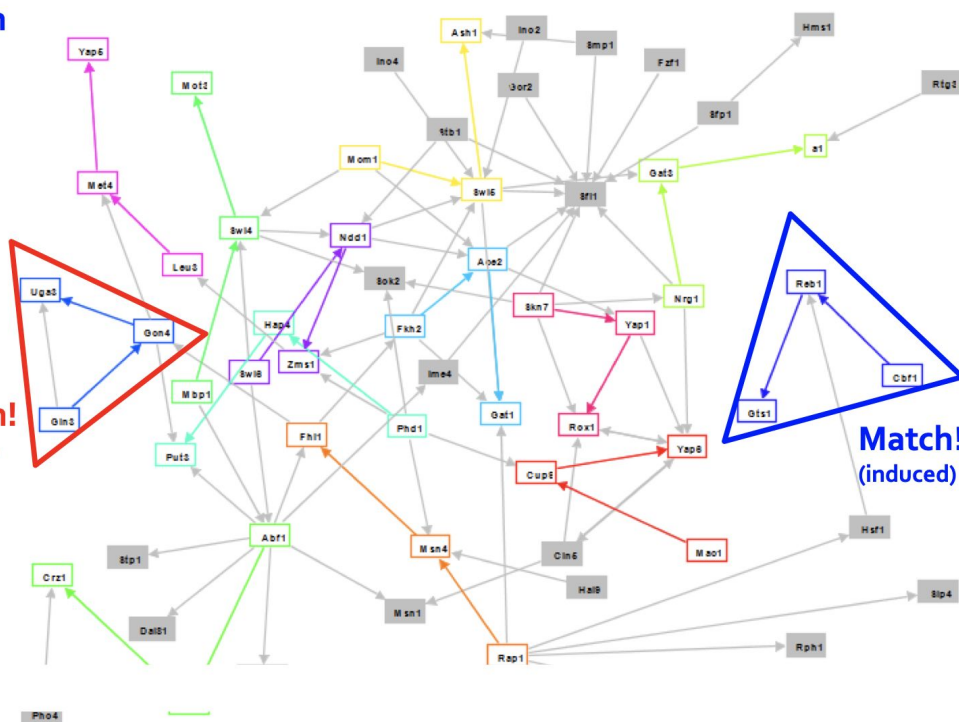 n
Ash1
Ino2
Smp1
Hms1
Yap5
Ino4
Fzf1
Mot3
Gor2
Rtg3
Sfp1
Stb1
a1
Mom1
Gat3
Met4
Swi5
Sfl1
Swi4
Ndd1
Leu3
Ace2
Sok2
Reb1
Uga3
Nrg1
Skn7
Gcn4
Hap4
Fkh2
Yap1
Zms1
Swi6
Ime4
Cbf1
Mbp1
Gts1
n!
Gln3
Gat1
Phd1
Rox1
Fhl1
Match!
Yap6
Put3
(induced)
Cup9
Hsf1
Abf1
Msn4
Mao1
Cin5
Stp1
Crz1
Hal9
Slp4
Msn1
Dal81
Rph1
Rap1
Pho4